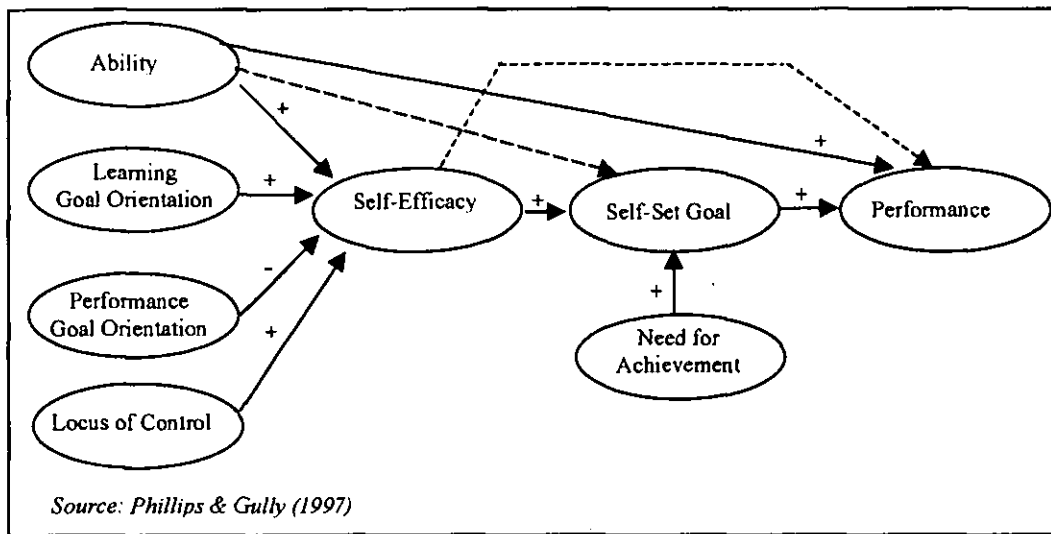 Ability
+
+
Learning
Goal Orientation
+
Self-Efficacy
+
Self-Set Goal
+
Performance
-
Performance
Goal Orientation
+
+
Need for
Achievement
Locus of Control
Source: Phillips & Gully (1997)